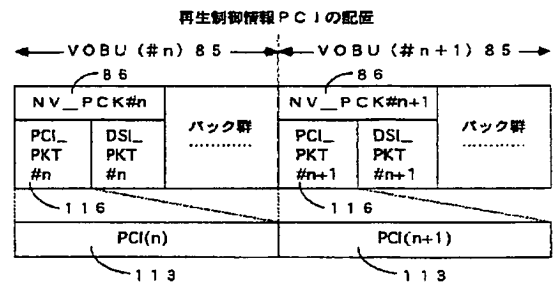 再生制御情報ＰＣＩの配置
ＶＯＢＵ（＃ｎ）８５
ＶＯＢＵ（＃ｎ＋１）８５
８６
８６
ＮＶ＿ＰＣＫ#n
ＮＶ＿ＰＣＫ#n+1
PCI_
PKT
#n
DSI_
PKT
#n
パック群
…………
PCI_
PKT
#n+1
DSI_
PKT
#n+1
パック群
…………
１１６
１１６
PCI(n)
PCI(n+1)
１１３
１１３